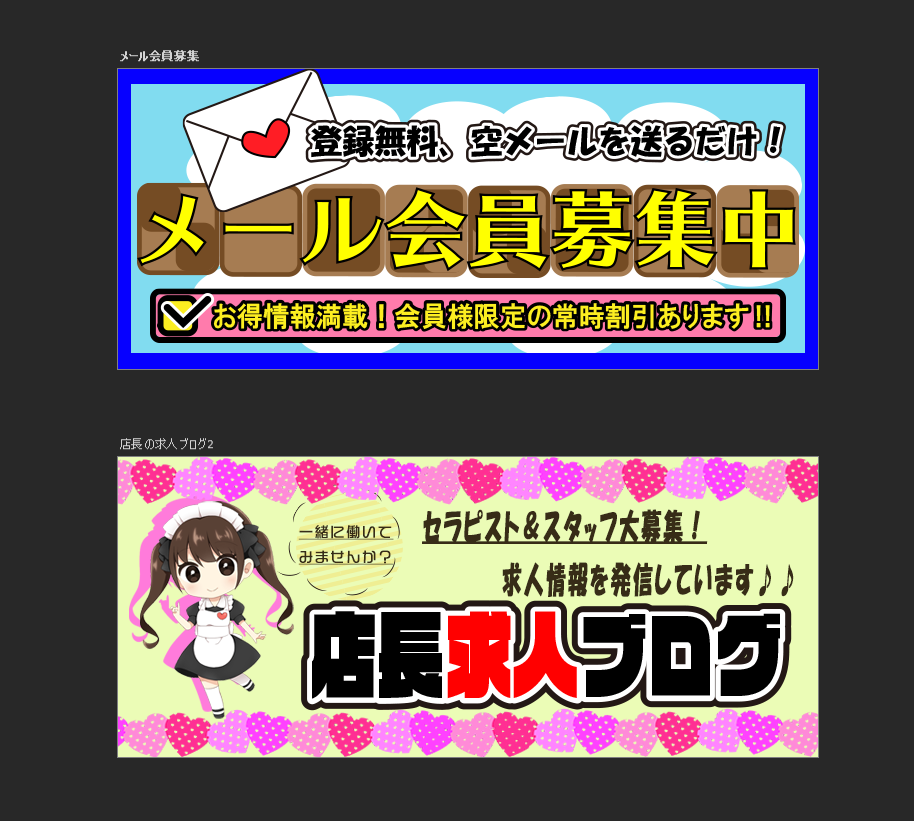 メール会員募集
登録無料、空メールを送るだけ！
メール会員募集中
お得情報満載！会員様限定の常時割引あります!!
店長の求人ブログ2
一緒に働いて
みませんか？
セラピスト＆スタッフ大募集！
求人情報を発信しています♪♪
店長求人ブログ